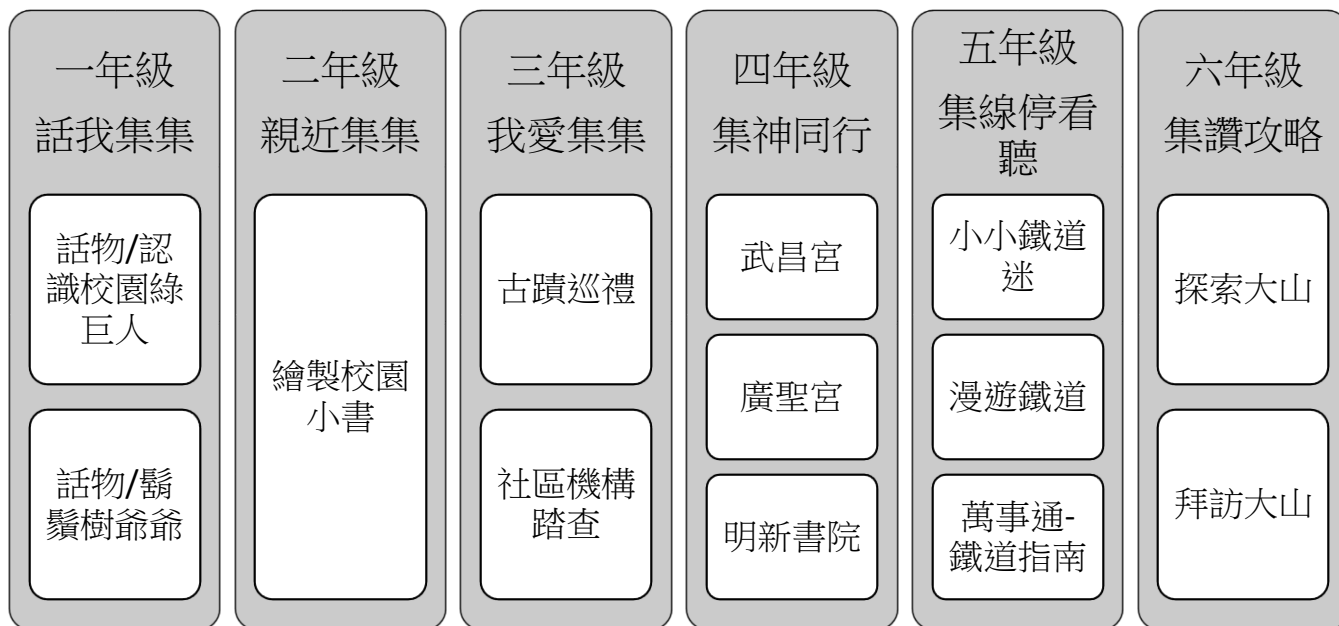 一年級
話我集集
話物/認
識校園綠
巨人
話物/鬍
鬚樹爺爺
二年級
親近集集
繪製校園
小書
三年級
我愛集集
古蹟巡禮
社區機構
踏查
四年級
集神同行
武昌宮
廣聖宮
明新書院
五年級
集線停看
聽
小小鐵道
迷
漫遊鐵道
萬事通-
鐵道指南
六年級
集讚攻略
探索大山
拜訪大山